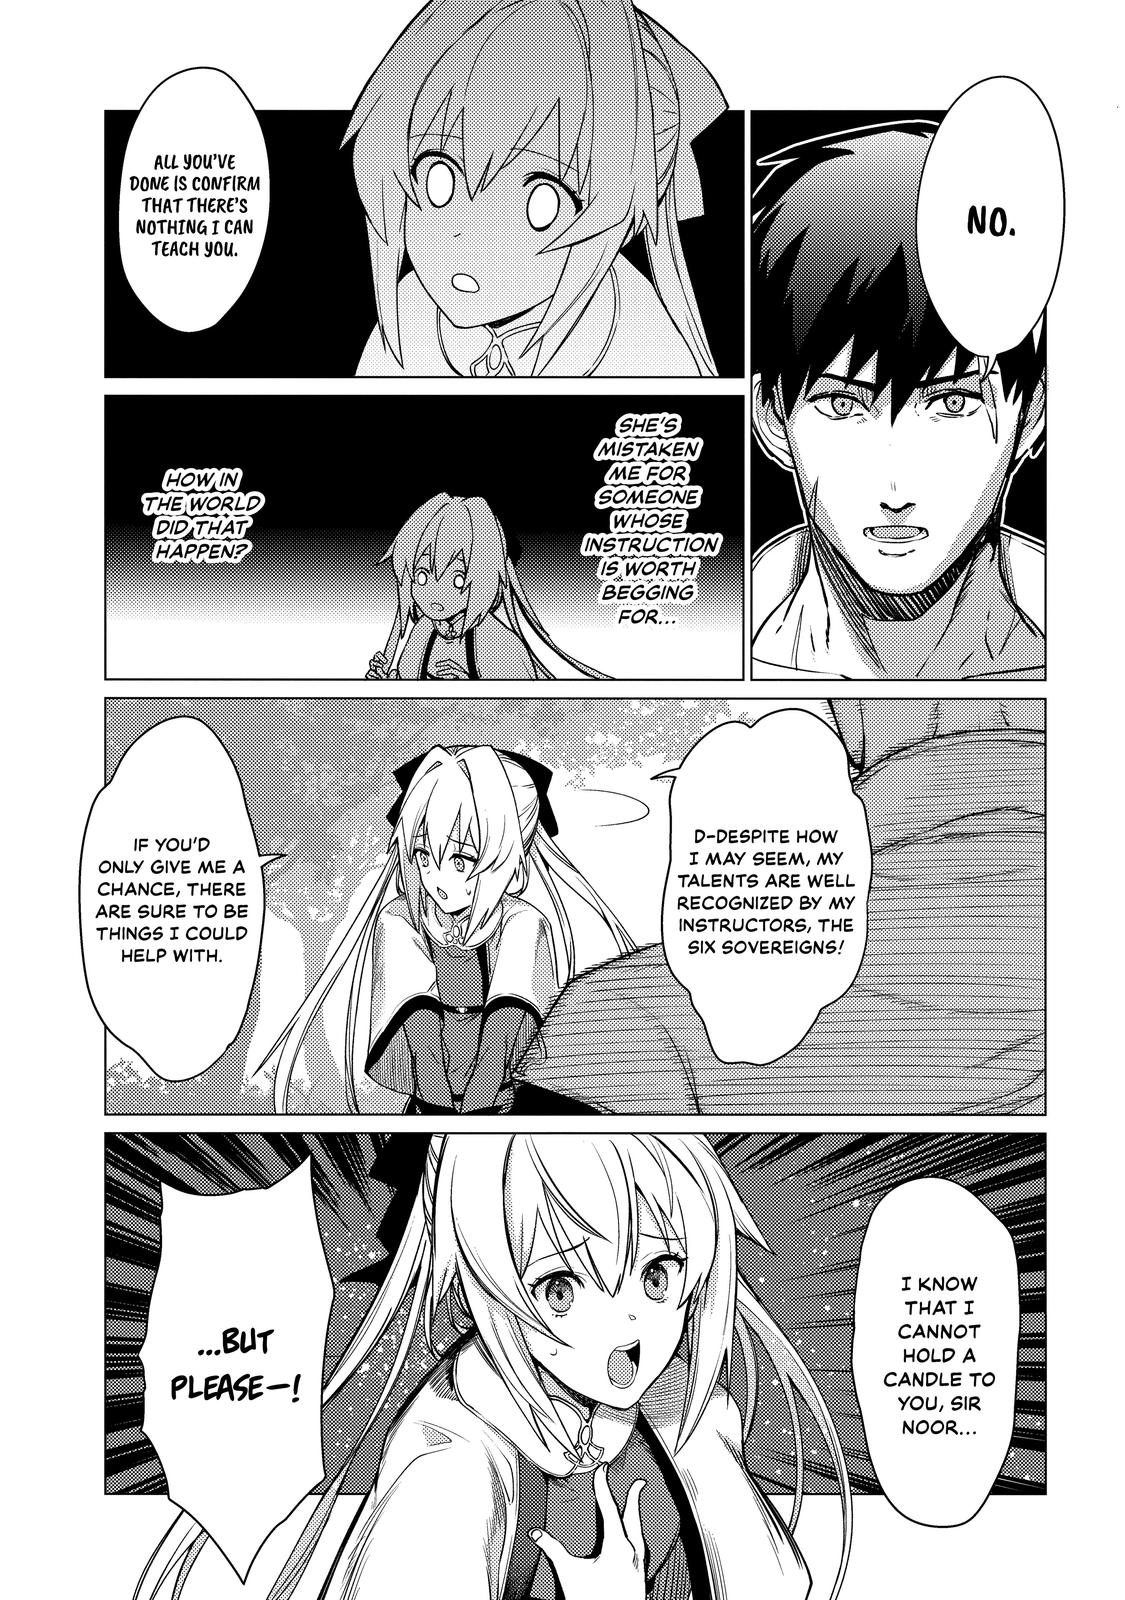 NO.
ALL YOU'VE
DONE IS CONFIRM
THAT THERE'S
NOTHING I CAN
TEACH YOU.
SHE'S
MISTAKEN
ME FOR
SOMEONE
WHOSE
INSTRUCTION
IS WORTH
BEGGING
FOR...
HOW IN
THE WORLD
DID THAT
HAPPEN?
D-DESPITE HOW
I MAY SEEM, MY
TALENTS ARE WELL
RECOGNIZED BY MY
INSTRUCTORS, THE
SIX SOVEREIGNS!
IF YOU'D
ONLY GIVE ME A
CHANCE, THERE
ARE SURE TO BE
THINGS I COULD
HELP WITH.
I KNOW
THAT I
CANNOT
HOLD A
CANDLE TO
YOU, SIR
NOOR...
...BUT
PLEASE—!